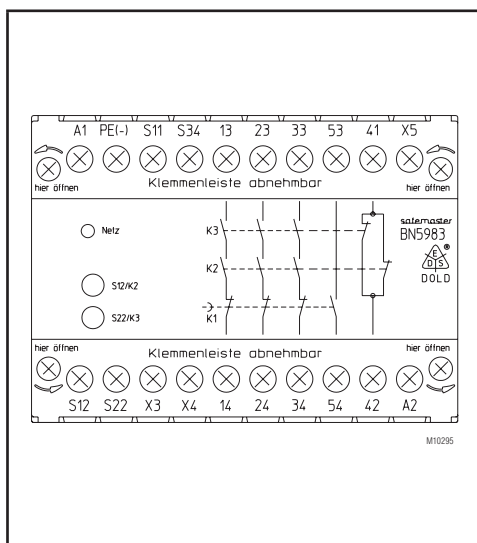 A1 PE(-) S11 S34 13 23 33 53 41 X5
hier öffnen Klemmenleiste abnehmbar hier öffnen
safemaster
BN5983
Netz
K3
E
D S
®
DOLD
K2
S12/K2
S22/K3
K1
hier öffnen Klemmenleiste abnehmbar hier öffnen
S12 S22 X3 X4 14 24 34 54 42 A2
M10295